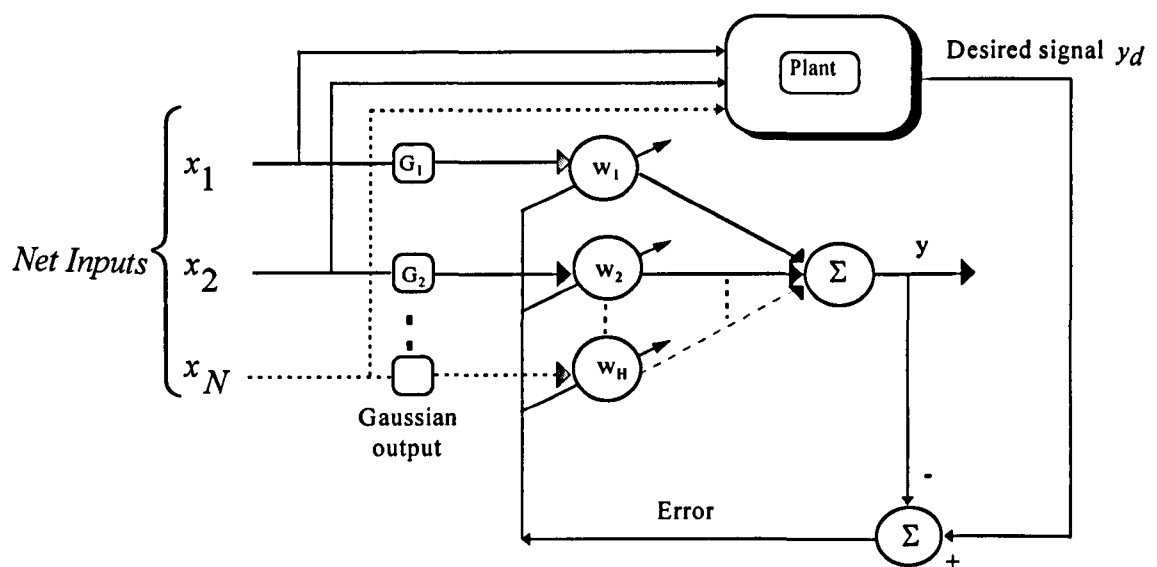 Desired signal y_d
Plant
x_1
G_1
w_1
Net Inputs
x_2
G_2
w_2
Σ
y
x_N
w_H
Gaussian
output
-
Error
Σ
+